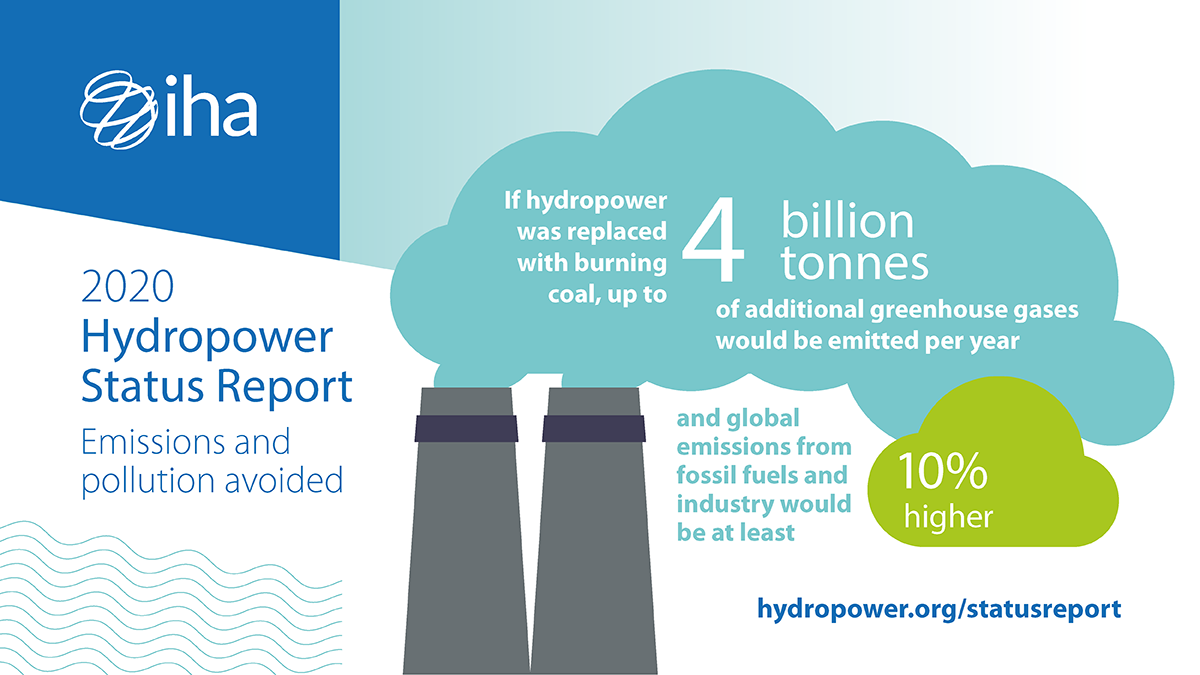 iha
2020
Hydropower
Status Report
Emissions and
pollution avoided
If hydropower
was replaced
with burning
coal, up to
4
billion
tonnes
of additional greenhouse gases
would be emitted per year
and global
emissions from
fossil fuels and
industry would
be at least
10%
higher
hydropower.org/statusreport